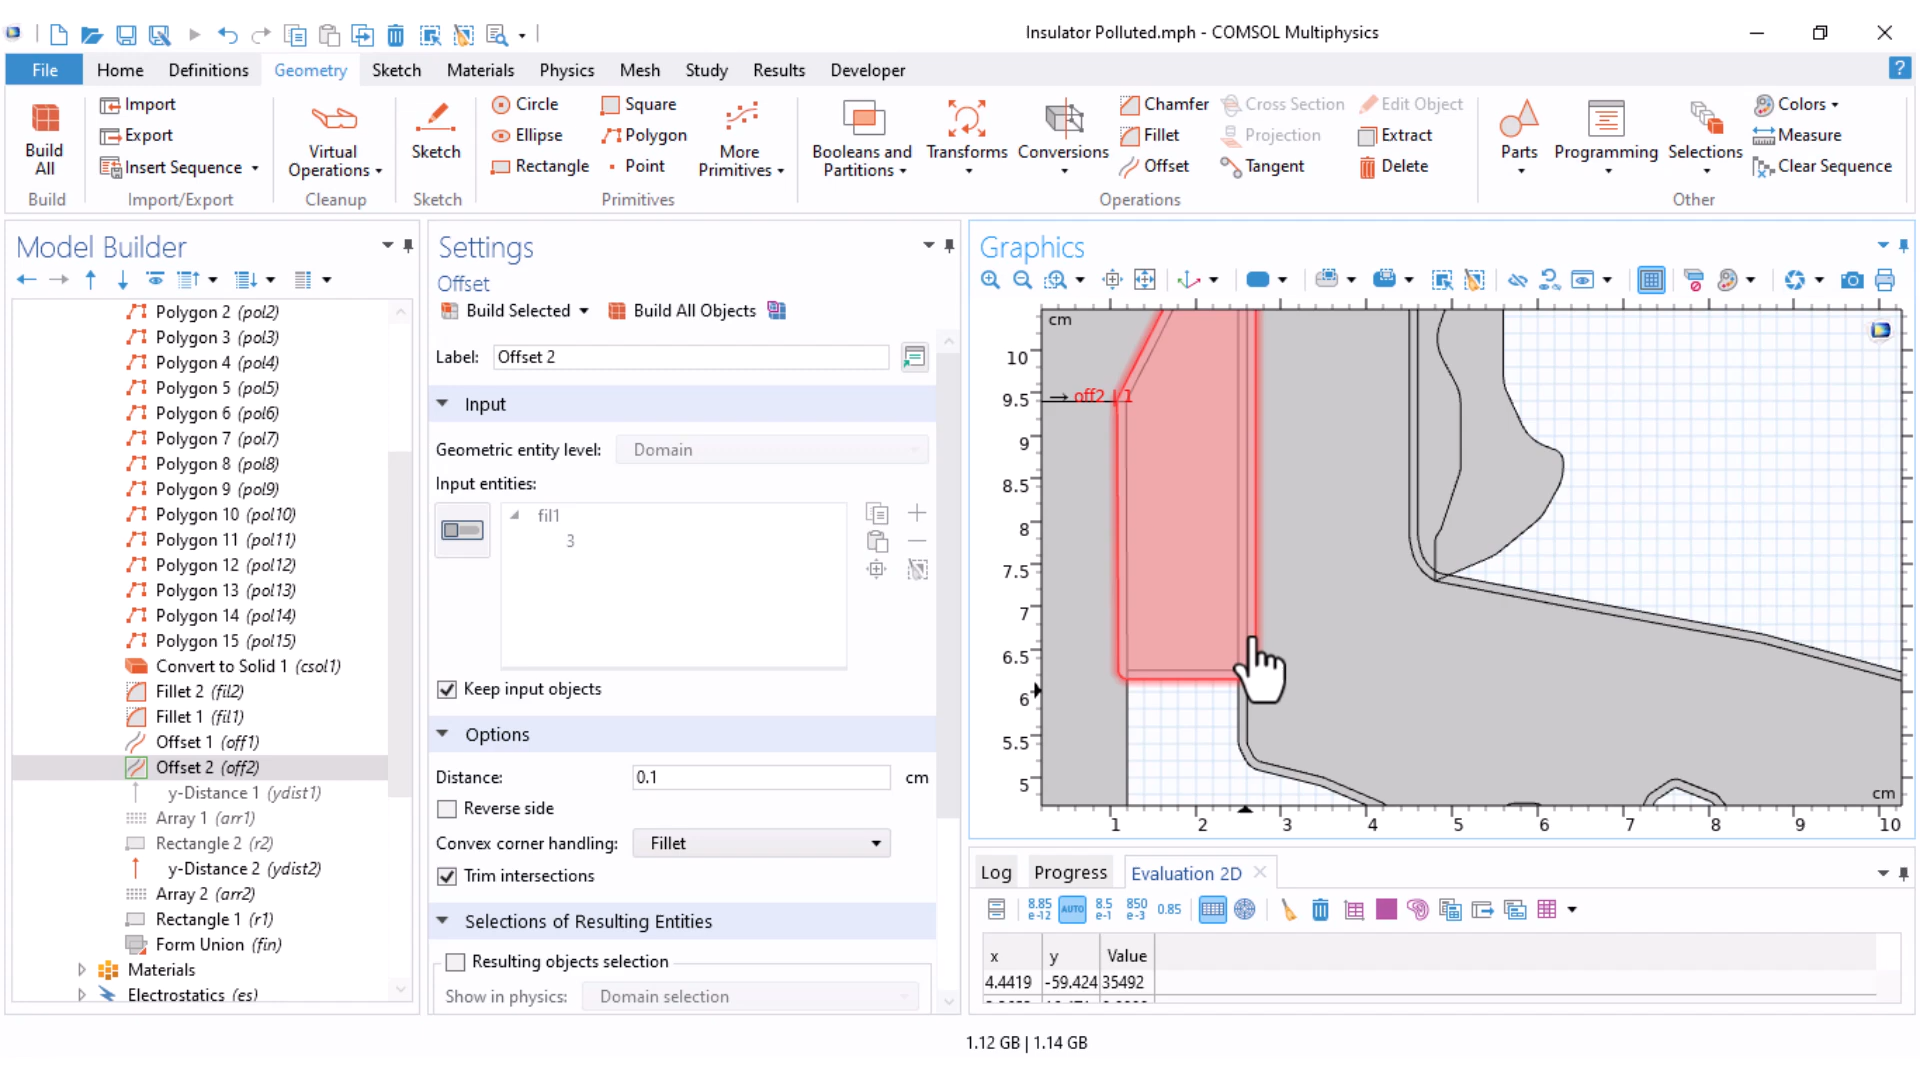 Insulator Polluted.mph - COMSOL Multiphysics
File Home Definitions Geometry Sketch Materials Physics Mesh Study Results Developer
Build All
Build
Import
Export
Insert Sequence
Import/Export
Virtual Operations
Cleanup
Sketch
Sketch
Circle
Ellipse
Rectangle
Square
Polygon
Point
More Primitives
Primitives
Booleans and Partitions
Transforms
Conversions
Chamfer
Fillet
Offset
Cross Section
Projection
Tangent
Edit Object
Extract
Delete
Operations
Parts
Programming
Selections
Colors
Measure
Clear Sequence
Other
Model Builder
Polygon 2 (pol2)
Polygon 3 (pol3)
Polygon 4 (pol4)
Polygon 5 (pol5)
Polygon 6 (pol6)
Polygon 7 (pol7)
Polygon 8 (pol8)
Polygon 9 (pol9)
Polygon 10 (pol10)
Polygon 11 (pol11)
Polygon 12 (pol12)
Polygon 13 (pol13)
Polygon 14 (pol14)
Polygon 15 (pol15)
Convert to Solid 1 (csol1)
Fillet 2 (fil2)
Fillet 1 (fil1)
Offset 1 (off1)
Offset 2 (off2)
y-Distance 1 (ydist1)
Array 1 (arr1)
Rectangle 2 (r2)
y-Distance 2 (ydist2)
Array 2 (arr2)
Rectangle 1 (r1)
Form Union (fin)
Materials
Electrostatics (es)
Settings
Offset
Build Selected Build All Objects
Label: Offset 2
Input
Geometric entity level: Domain
Input entities:
fil1
3
Keep input objects
Options
Distance: 0.1 cm
Reverse side
Convex corner handling: Fillet
Trim intersections
Selections of Resulting Entities
Resulting objects selection
Show in physics: Domain selection
Graphics
cm
10
9.5
9
8.5
8
7.5
7
6.5
6
5.5
5
off2 | 1
cm
1 2 3 4 5 6 7 8 9 10
Log Progress Evaluation 2D
8.85 e-12 AUTO 8.5 e-1 850 e-3 0.85
x y Value
4.4419 -59.424 35492
1.12 GB | 1.14 GB